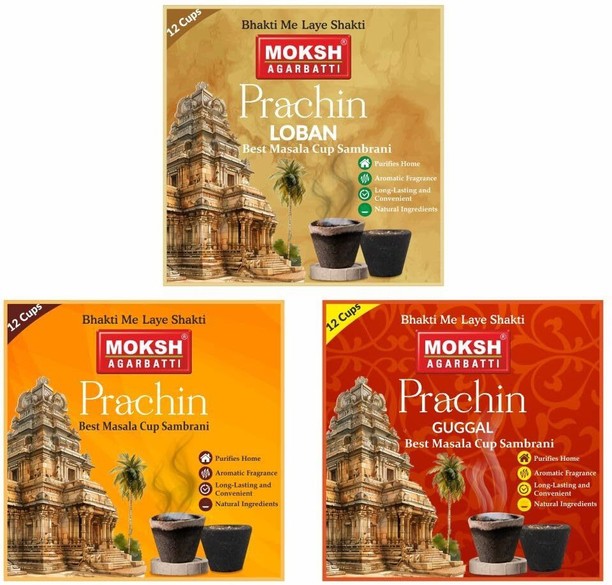 12 Cups
Bhakti Me Laye Shakti
MOKSH®
AGARBATTI
Prachin
LOBAN
Best Masala Cup Sambrani
Purifies Home
Aromatic Fragrance
Long-Lasting and
Convenient
Natural Ingredients
12 Cups
Bhakti Me Laye Shakti
MOKSH®
AGARBATTI
Prachin
Best Masala Cup Sambrani
Purifies Home
Aromatic Fragrance
Long-Lasting and
Convenient
Natural Ingredients
12 Cups
Bhakti Me Laye Shakti
MOKSH®
AGARBATTI
Prachin
GUGGAL
Best Masala Cup Sambrani
Purifies Home
Aromatic Fragrance
Long-Lasting and
Convenient
Natural Ingredients